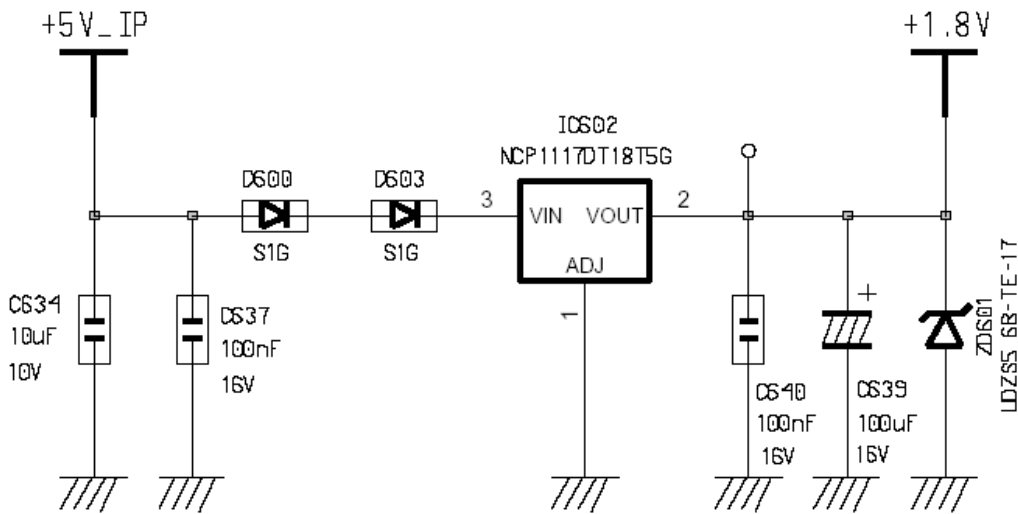 +5V_IP
+1.8V
IC602
NCP1117DT18T5G
D600
D603
3
VIN
VOUT
2
S1G
S1G
ADJ
1
C634
10uF
10V
C637
100nF
16V
+
C640
100nF
16V
C639
100uF
16V
ZD601
UDZS5 6B-TE-17